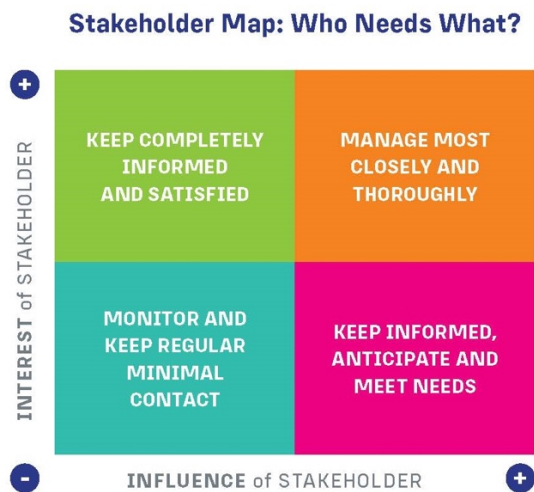 Stakeholder Map: Who Needs What?
+
INTEREST of STAKEHOLDER
KEEP COMPLETELY
INFORMED
AND SATISFIED
MANAGE MOST
CLOSELY AND
THOROUGHLY
MONITOR AND
KEEP REGULAR
MINIMAL
CONTACT
KEEP INFORMED,
ANTICIPATE AND
MEET NEEDS
-
INFLUENCE of STAKEHOLDER
+